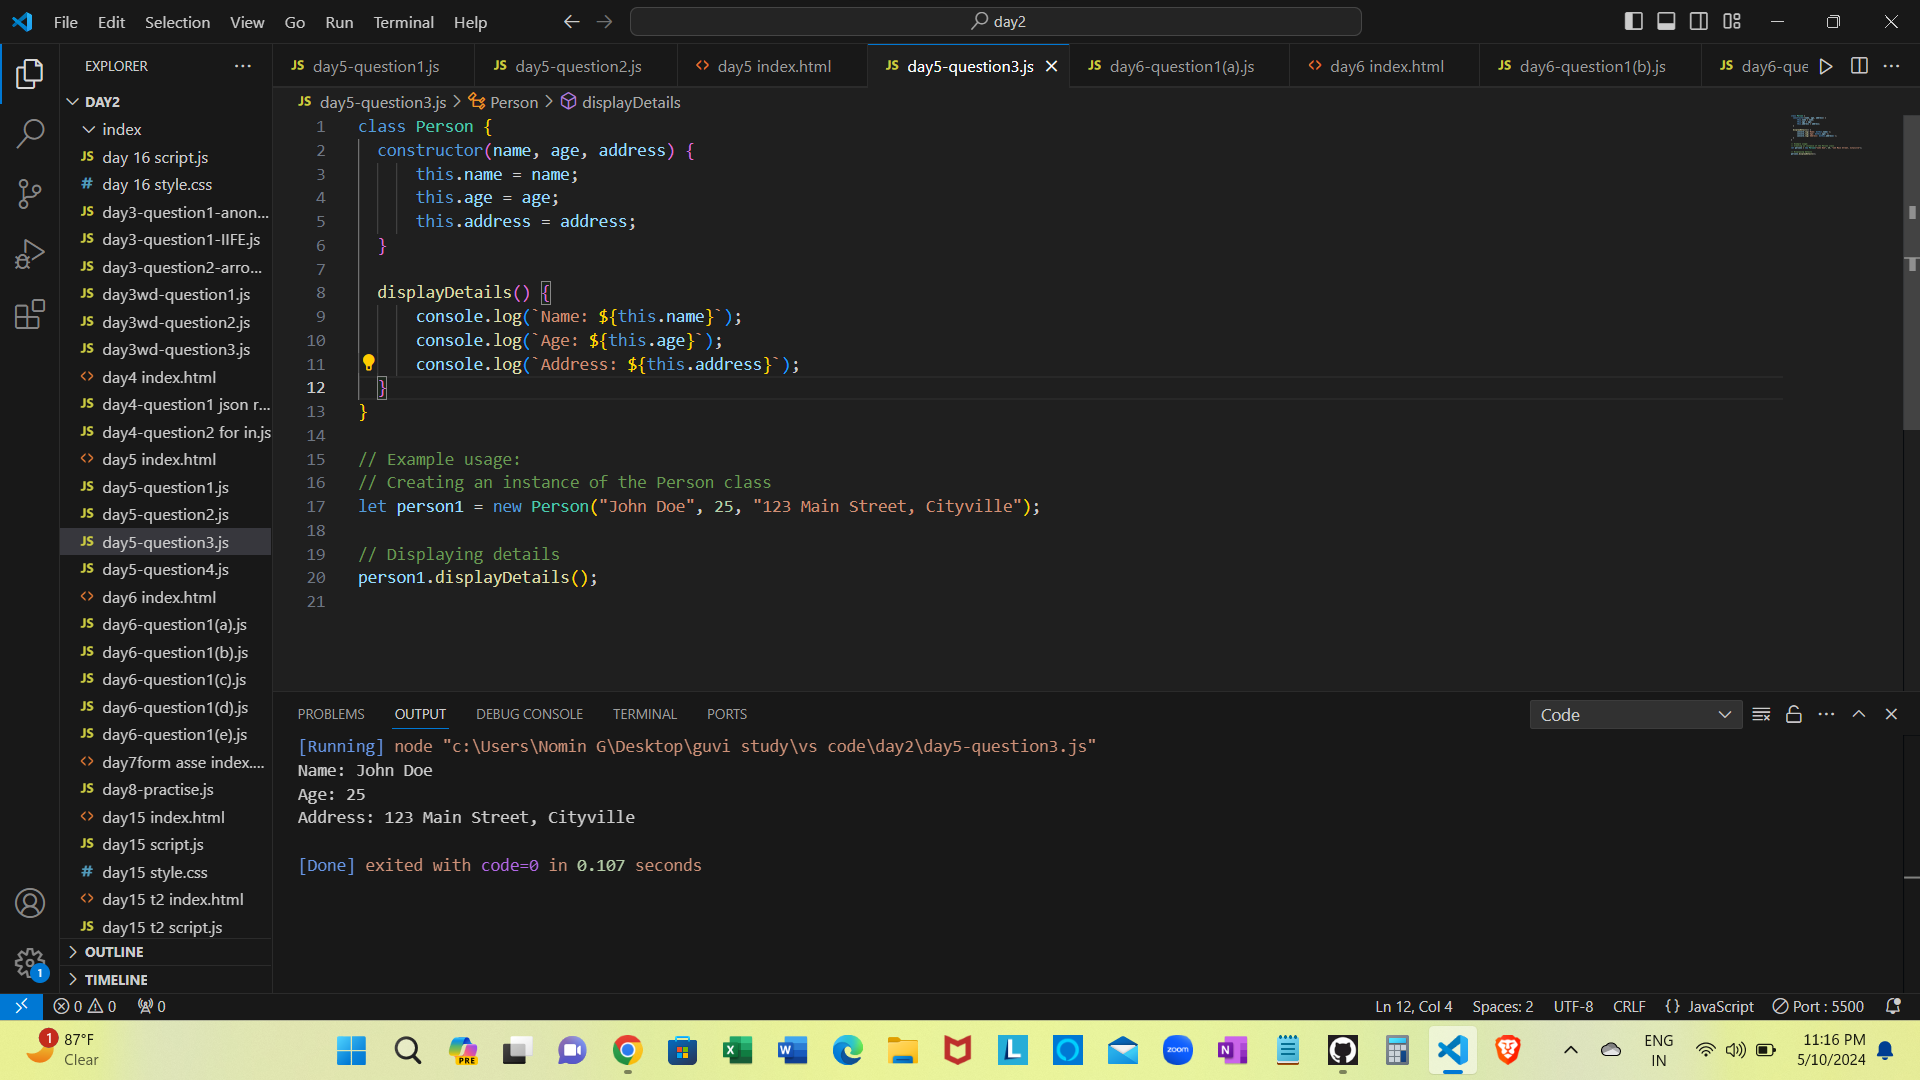 File Edit Selection View Go Run Terminal Help
day2
EXPLORER
JS day5-question1.js
JS day5-question2.js
<> day5 index.html
JS day5-question3.js
JS day6-question1(a).js
<> day6 index.html
JS day6-question1(b).js
JS day6-que
DAY2
index
JS day 16 script.js
# day 16 style.css
JS day3-question1-anon...
JS day3-question1-IIFE.js
JS day3-question2-arro...
JS day3wd-question1.js
JS day3wd-question2.js
JS day3wd-question3.js
<> day4 index.html
JS day4-question1 json r...
JS day4-question2 for in.js
<> day5 index.html
JS day5-question1.js
JS day5-question2.js
JS day5-question3.js
JS day5-question4.js
<> day6 index.html
JS day6-question1(a).js
JS day6-question1(b).js
JS day6-question1(c).js
JS day6-question1(d).js
JS day6-question1(e).js
<> day7form asse index....
JS day8-practise.js
<> day15 index.html
JS day15 script.js
# day15 style.css
<> day15 t2 index.html
JS day15 t2 script.js
OUTLINE
TIMELINE
JS day5-question3.js > Person > displayDetails
1 class Person {
2 constructor(name, age, address) {
3 this.name = name;
4 this.age = age;
5 this.address = address;
6 }
7
8 displayDetails() {
9 console.log(`Name: ${this.name}`);
10 console.log(`Age: ${this.age}`);
11 console.log(`Address: ${this.address}`);
12 }
13 }
14
15 // Example usage:
16 // Creating an instance of the Person class
17 let person1 = new Person("John Doe", 25, "123 Main Street, Cityville");
18
19 // Displaying details
20 person1.displayDetails();
21
PROBLEMS OUTPUT DEBUG CONSOLE TERMINAL PORTS
Code
[Running] node "c:\Users\Nomin G\Desktop\guvi study\vs code\day2\day5-question3.js"
Name: John Doe
Age: 25
Address: 123 Main Street, Cityville
[Done] exited with code=0 in 0.107 seconds
1
0 0 0
Ln 12, Col 4 Spaces: 2 UTF-8 CRLF {} JavaScript Port : 5500
1
87°F
Clear
PRE
zoom
ENG
IN
11:16 PM
5/10/2024